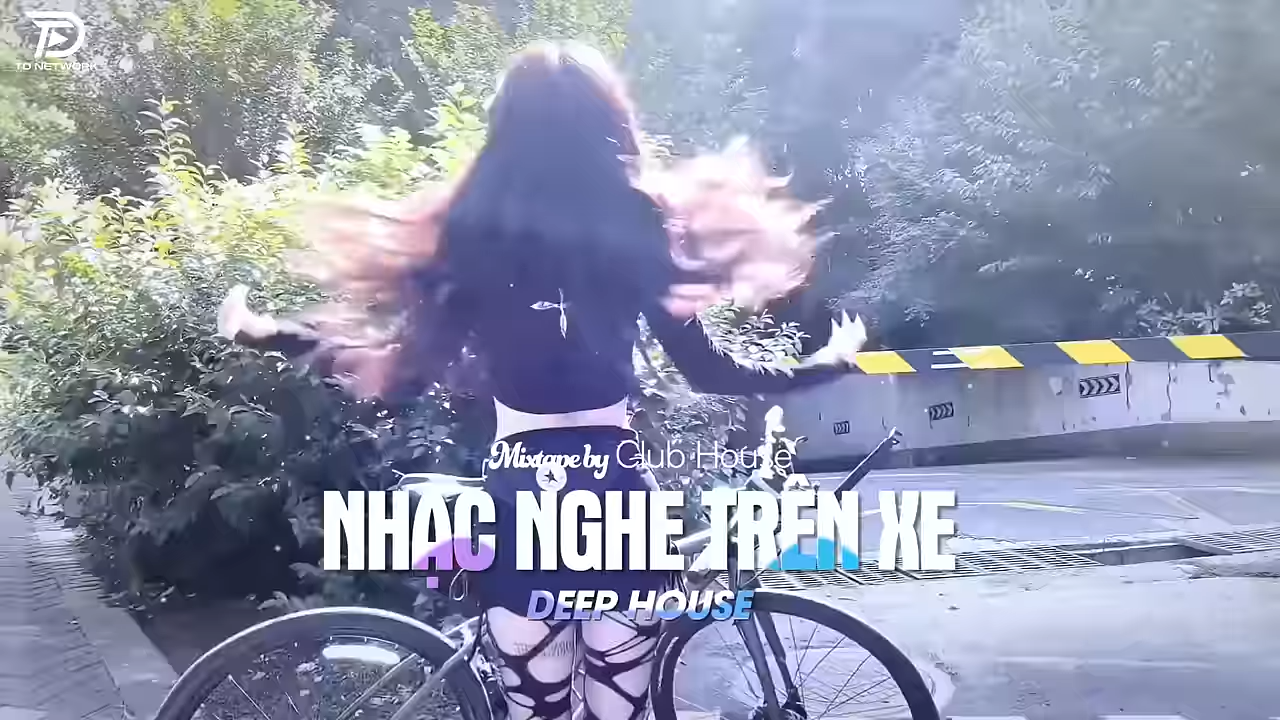 TD NETWORK
Mixtape by Club House
NHẠC NGHE TRÊN XE
DEEP HOUSE